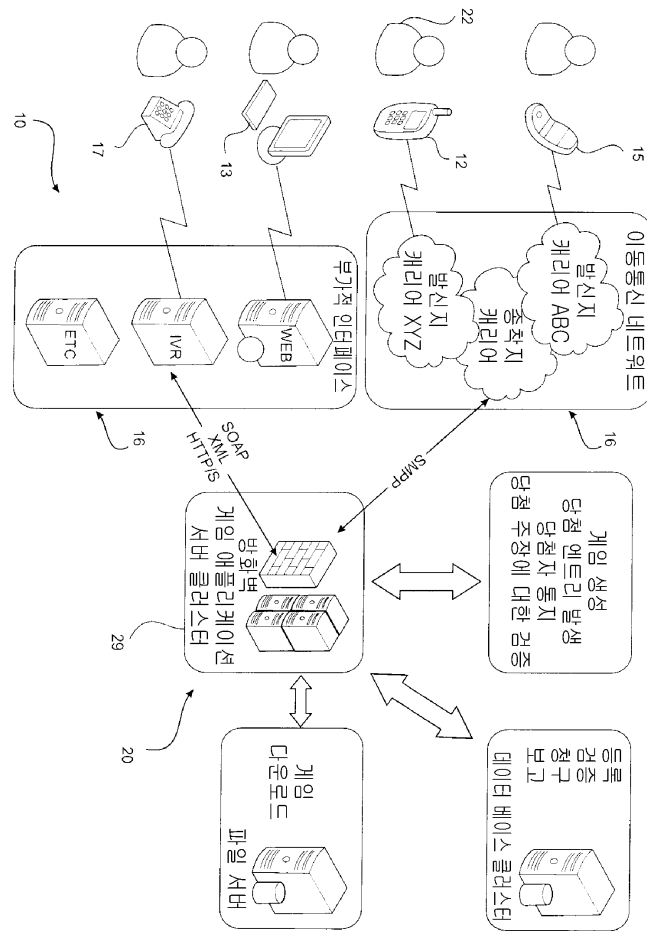 등록
검증
청구
보고
데이터 베이스 클러스터
게임
다운로드
파일 서버
20
게임 생성
당첨 엔트리 발생
당첨자 통지
당첨 주장에 대한 검증
방화벽
게임 애플리케이션
서버 클러스터
29
SMPP
SOAP
XML
HTTP/S
16
16
이동통신 네트워크
발신지
캐리어 ABC
종착지
캐리어
발신지
캐리어 XYZ
부가적 인터페이스
WEB
IVR
ETC
15
12
13
17
10
22